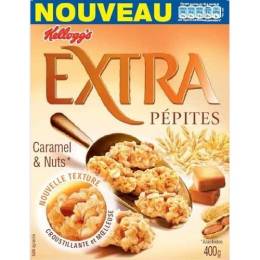 NOUVEAU
Kellogg's
EXTRA
PÉPITES
Caramel
& Nuts*
NOUVELLE TEXTURE
CROUSTILLANTE et MOELLEUSE
400g